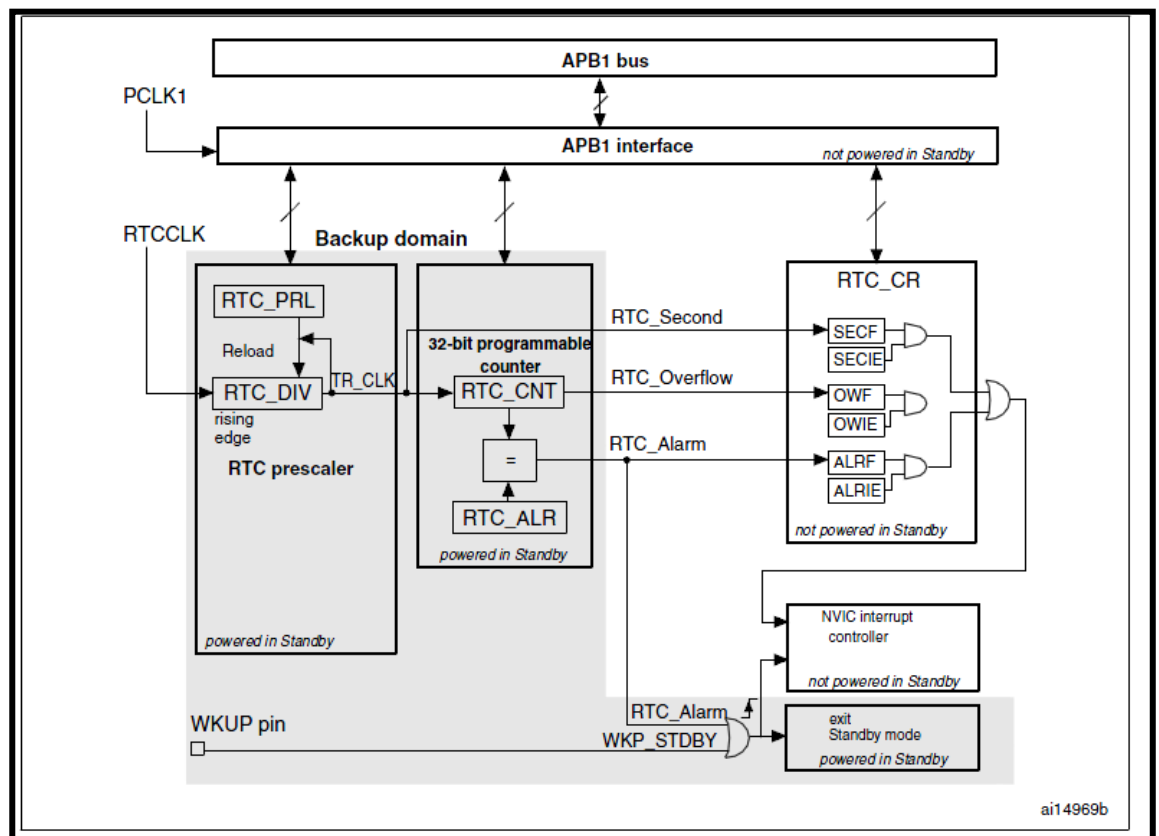 APB1 bus
PCLK1
APB1 interface
not powered in Standby
RTCCLK
Backup domain
RTC_PRL
Reload
RTC_DIV
rising
edge
RTC prescaler
powered in Standby
TR_CLK
32-bit programmable
counter
RTC_CNT
=
RTC_ALR
powered in Standby
RTC_Second
RTC_Overflow
RTC_Alarm
RTC_CR
SECF
SECIE
OWF
OWIE
ALRF
ALRIE
not powered in Standby
NVIC interrupt
controller
not powered in Standby
RTC_Alarm
WKUP pin
WKP_STDBY
exit
Standby mode
powered in Standby
ai14969b